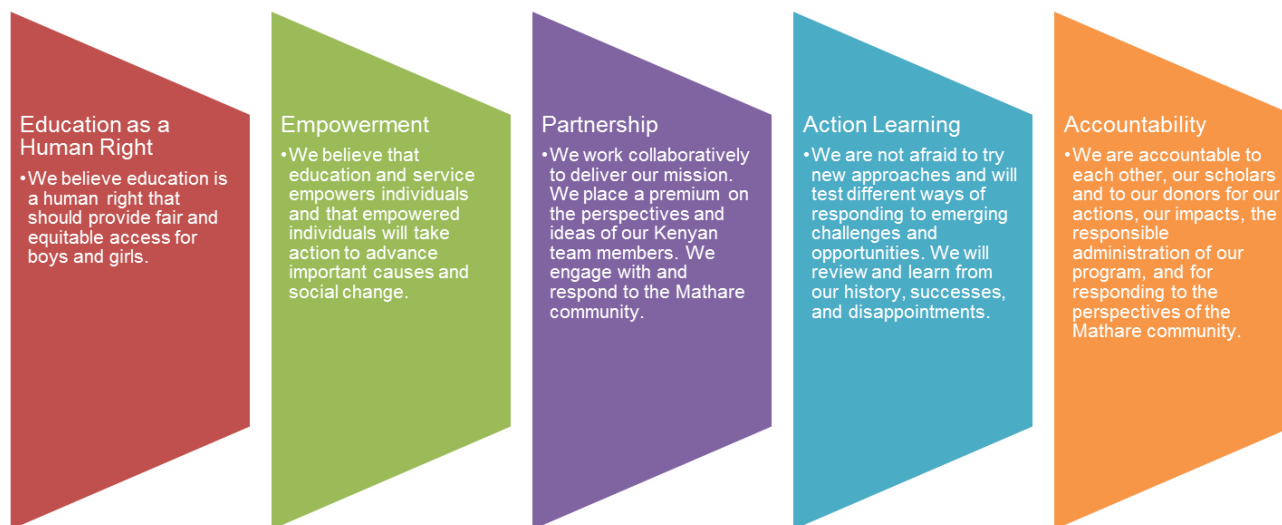 Education as a
Human Right
•We believe education is
a human right that
should provide fair and
equitable access for
boys and girls.
Empowerment
•We believe that
education and service
empowers individuals
and that empowered
individuals will take
action to advance
important causes and
social change.
Partnership
•We work collaboratively
to deliver our mission.
We place a premium on
the perspectives and
ideas of our Kenyan
team members. We
engage with and
respond to the Mathare
community.
Action Learning
•We are not afraid to try
new approaches and will
test different ways of
responding to emerging
challenges and
opportunities. We will
review and learn from
our history, successes,
and disappointments.
Accountability
•We are accountable to
each other, our scholars
and to our donors for our
actions, our impacts, the
responsible
administration of our
program, and for
responding to the
perspectives of the
Mathare community.